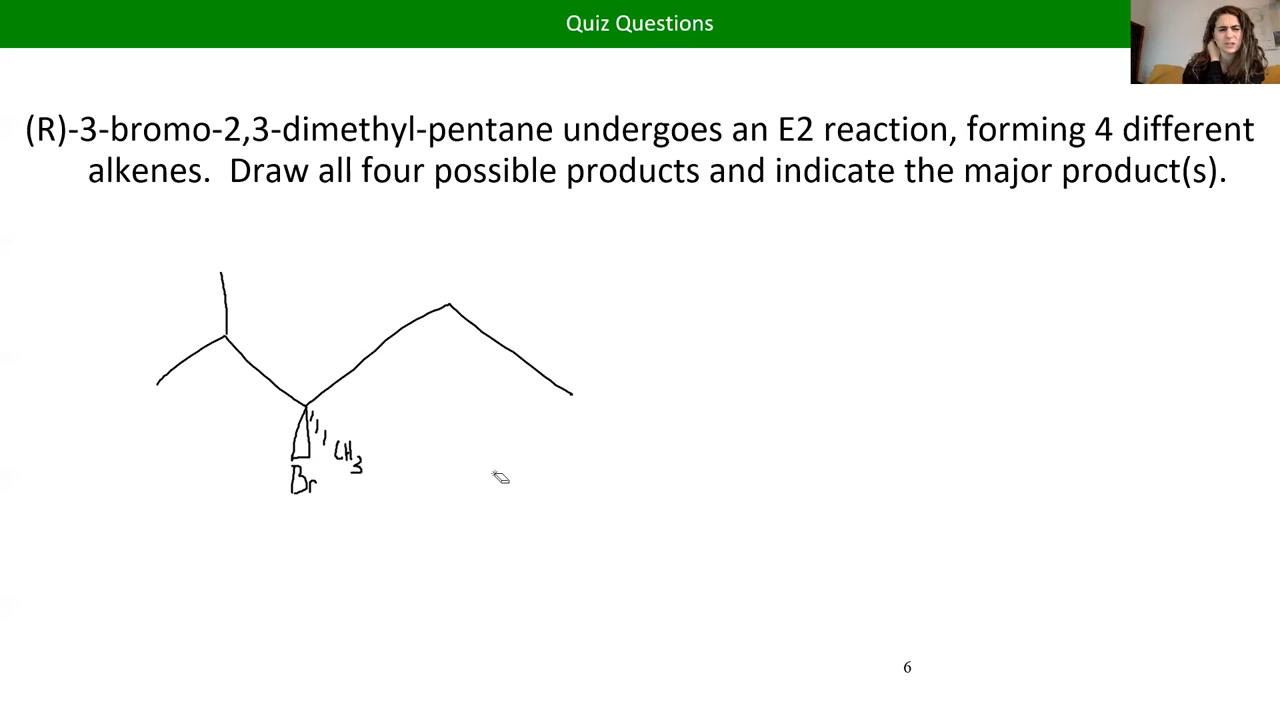 Quiz Questions
(R)-3-bromo-2,3-dimethyl-pentane undergoes an E2 reaction, forming 4 different
alkenes.  Draw all four possible products and indicate the major product(s).
CH3
Br
6